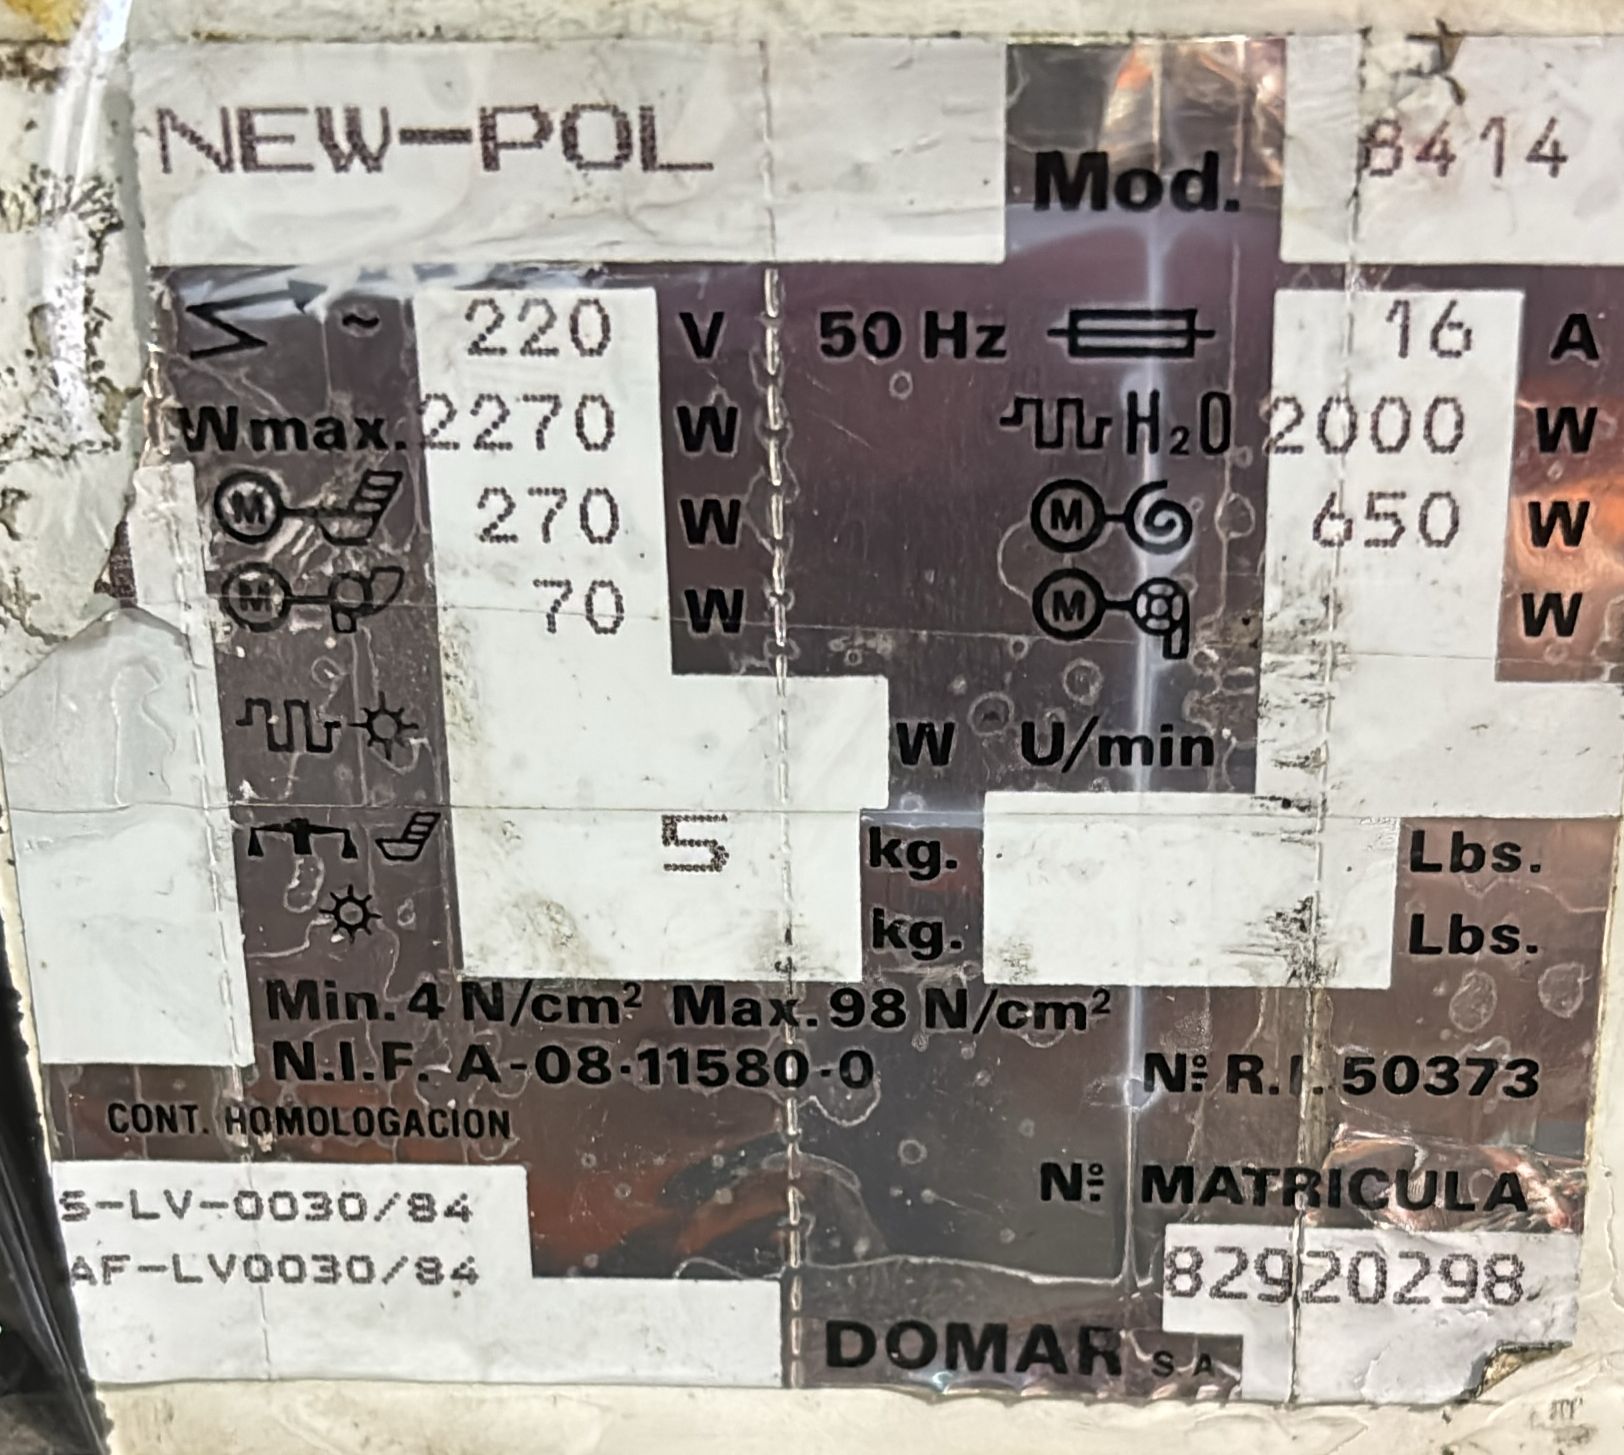 NEW-POL Mod. 8414
~ 220 V 50 Hz 16 A
Wmax. 2270 W H₂O 2000 W
M 270 W M 650 W
M 70 W M W
W U/min
5 kg. Lbs.
kg. Lbs.
Min. 4 N/cm² Max. 98 N/cm²
N.I.F. A-08-11580-0 Nº R.I. 50373
CONT. HOMOLOGACION
Nº MATRICULA
S-LV-0030/84
AF-LV0030/84
82920298
DOMAR S A